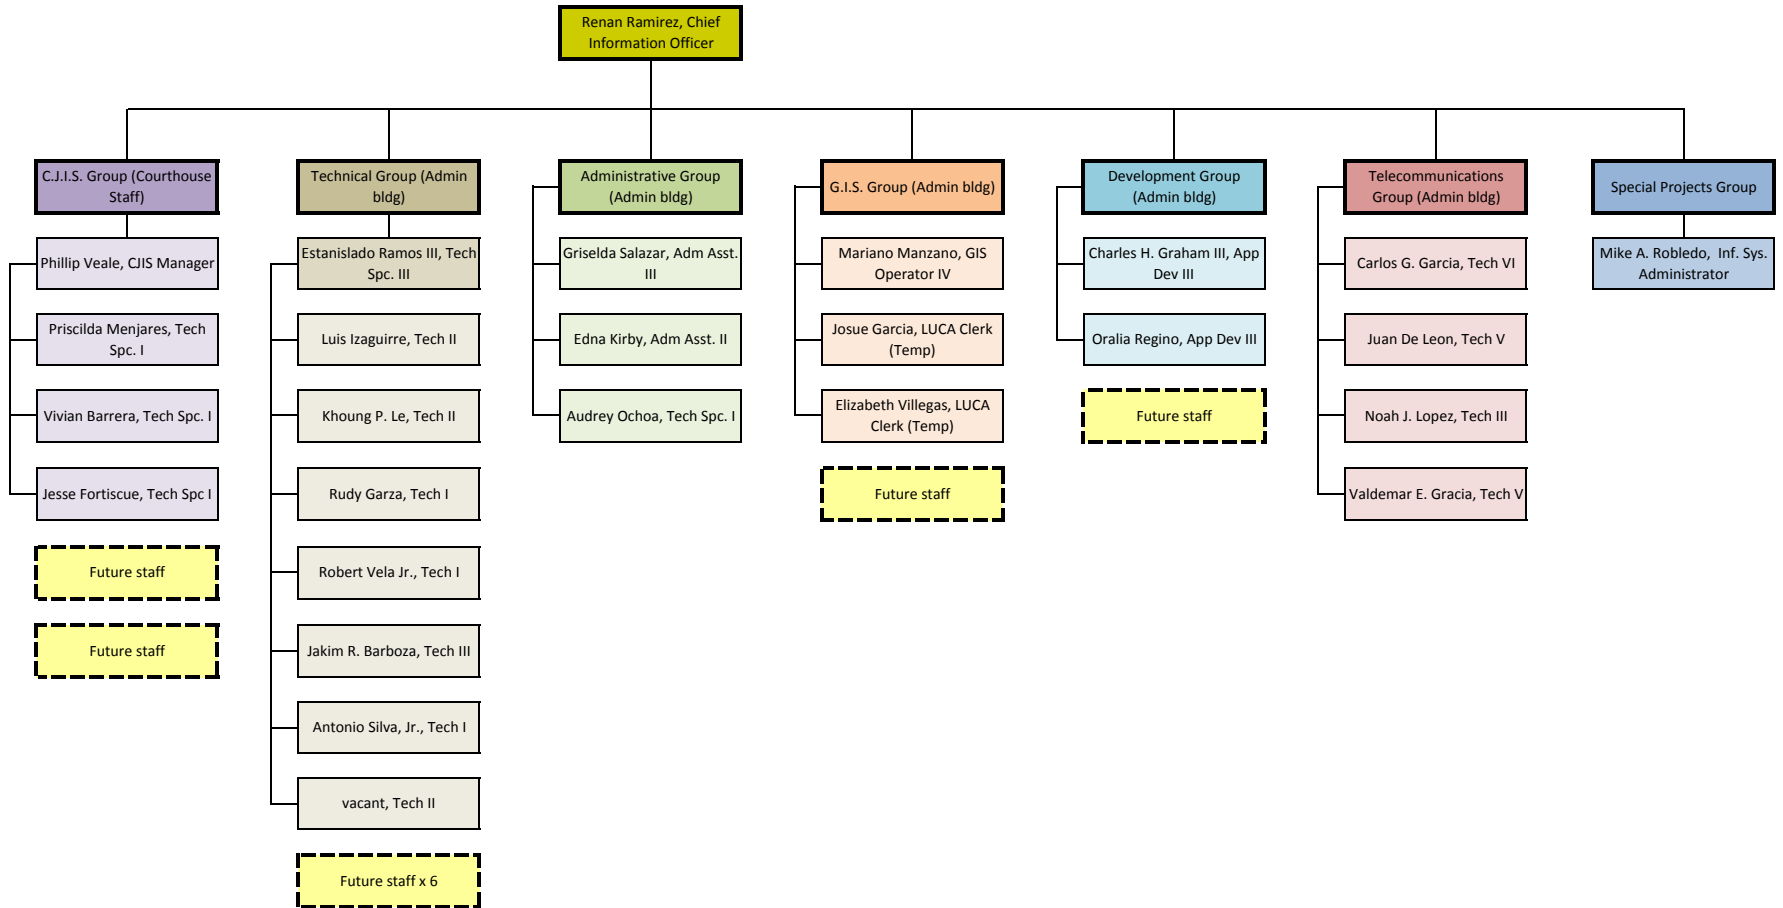 Renan Ramirez, Chief
Information Officer
C.J.I.S. Group (Courthouse
Staff)
Phillip Veale, CJIS Manager
Priscilda Menjares, Tech
Spc. I
Vivian Barrera, Tech Spc. I
Jesse Fortiscue, Tech Spc I
Future staff
Future staff
Technical Group (Admin
bldg)
Estanislado Ramos III, Tech
Spc. III
Luis Izaguirre, Tech II
Khoung P. Le, Tech II
Rudy Garza, Tech I
Robert Vela Jr., Tech I
Jakim R. Barboza, Tech III
Antonio Silva, Jr., Tech I
vacant, Tech II
Future staff x 6
Administrative Group
(Admin bldg)
Griselda Salazar, Adm Asst.
III
Edna Kirby, Adm Asst. II
Audrey Ochoa, Tech Spc. I
G.I.S. Group (Admin bldg)
Mariano Manzano, GIS
Operator IV
Josue Garcia, LUCA Clerk
(Temp)
Elizabeth Villegas, LUCA
Clerk (Temp)
Future staff
Development Group
(Admin bldg)
Charles H. Graham III, App
Dev III
Oralia Regino, App Dev III
Future staff
Telecommunications
Group (Admin bldg)
Carlos G. Garcia, Tech VI
Juan De Leon, Tech V
Noah J. Lopez, Tech III
Valdemar E. Gracia, Tech V
Special Projects Group
Mike A. Robledo,  Inf. Sys.
Administrator